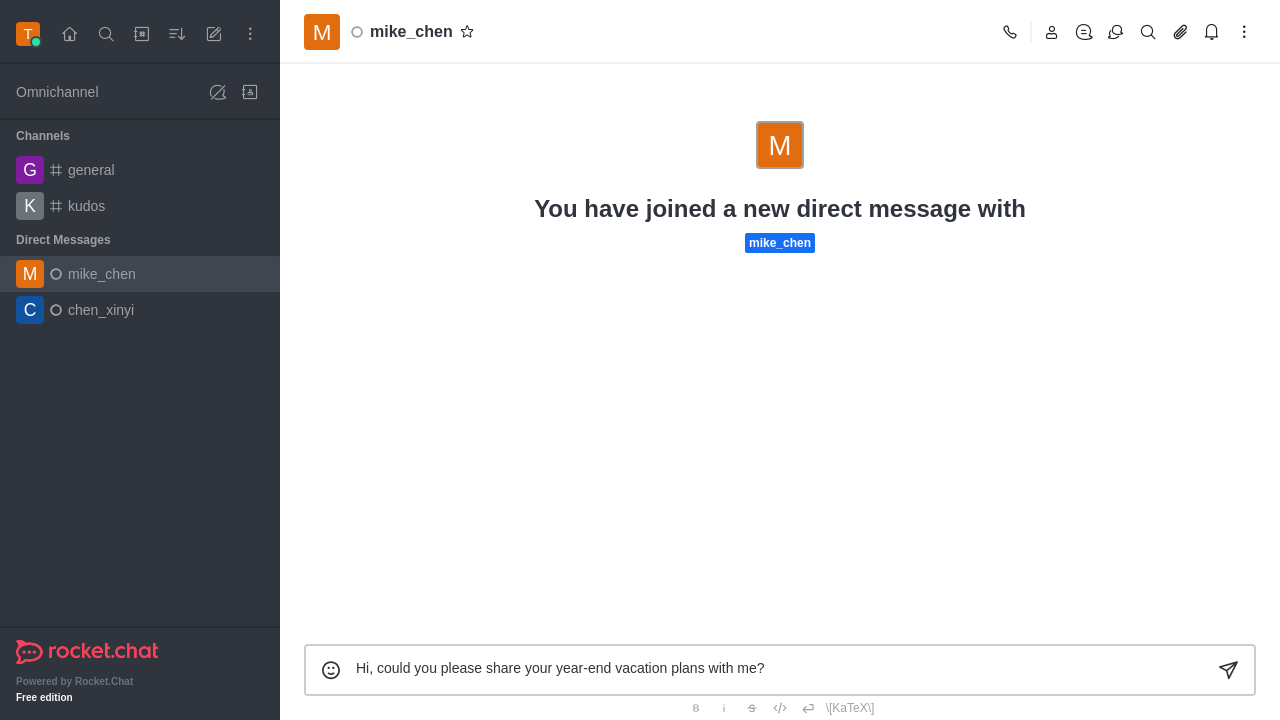 T
Omnichannel
Channels
G general
K kudos
Direct Messages
M mike_chen
C chen_xinyi
rocket.chat
Powered by Rocket.Chat
Free edition
M mike_chen
M
You have joined a new direct message with
mike_chen
Hi, could you please share your year-end vacation plans with me?
B i S \[KaTeX\]